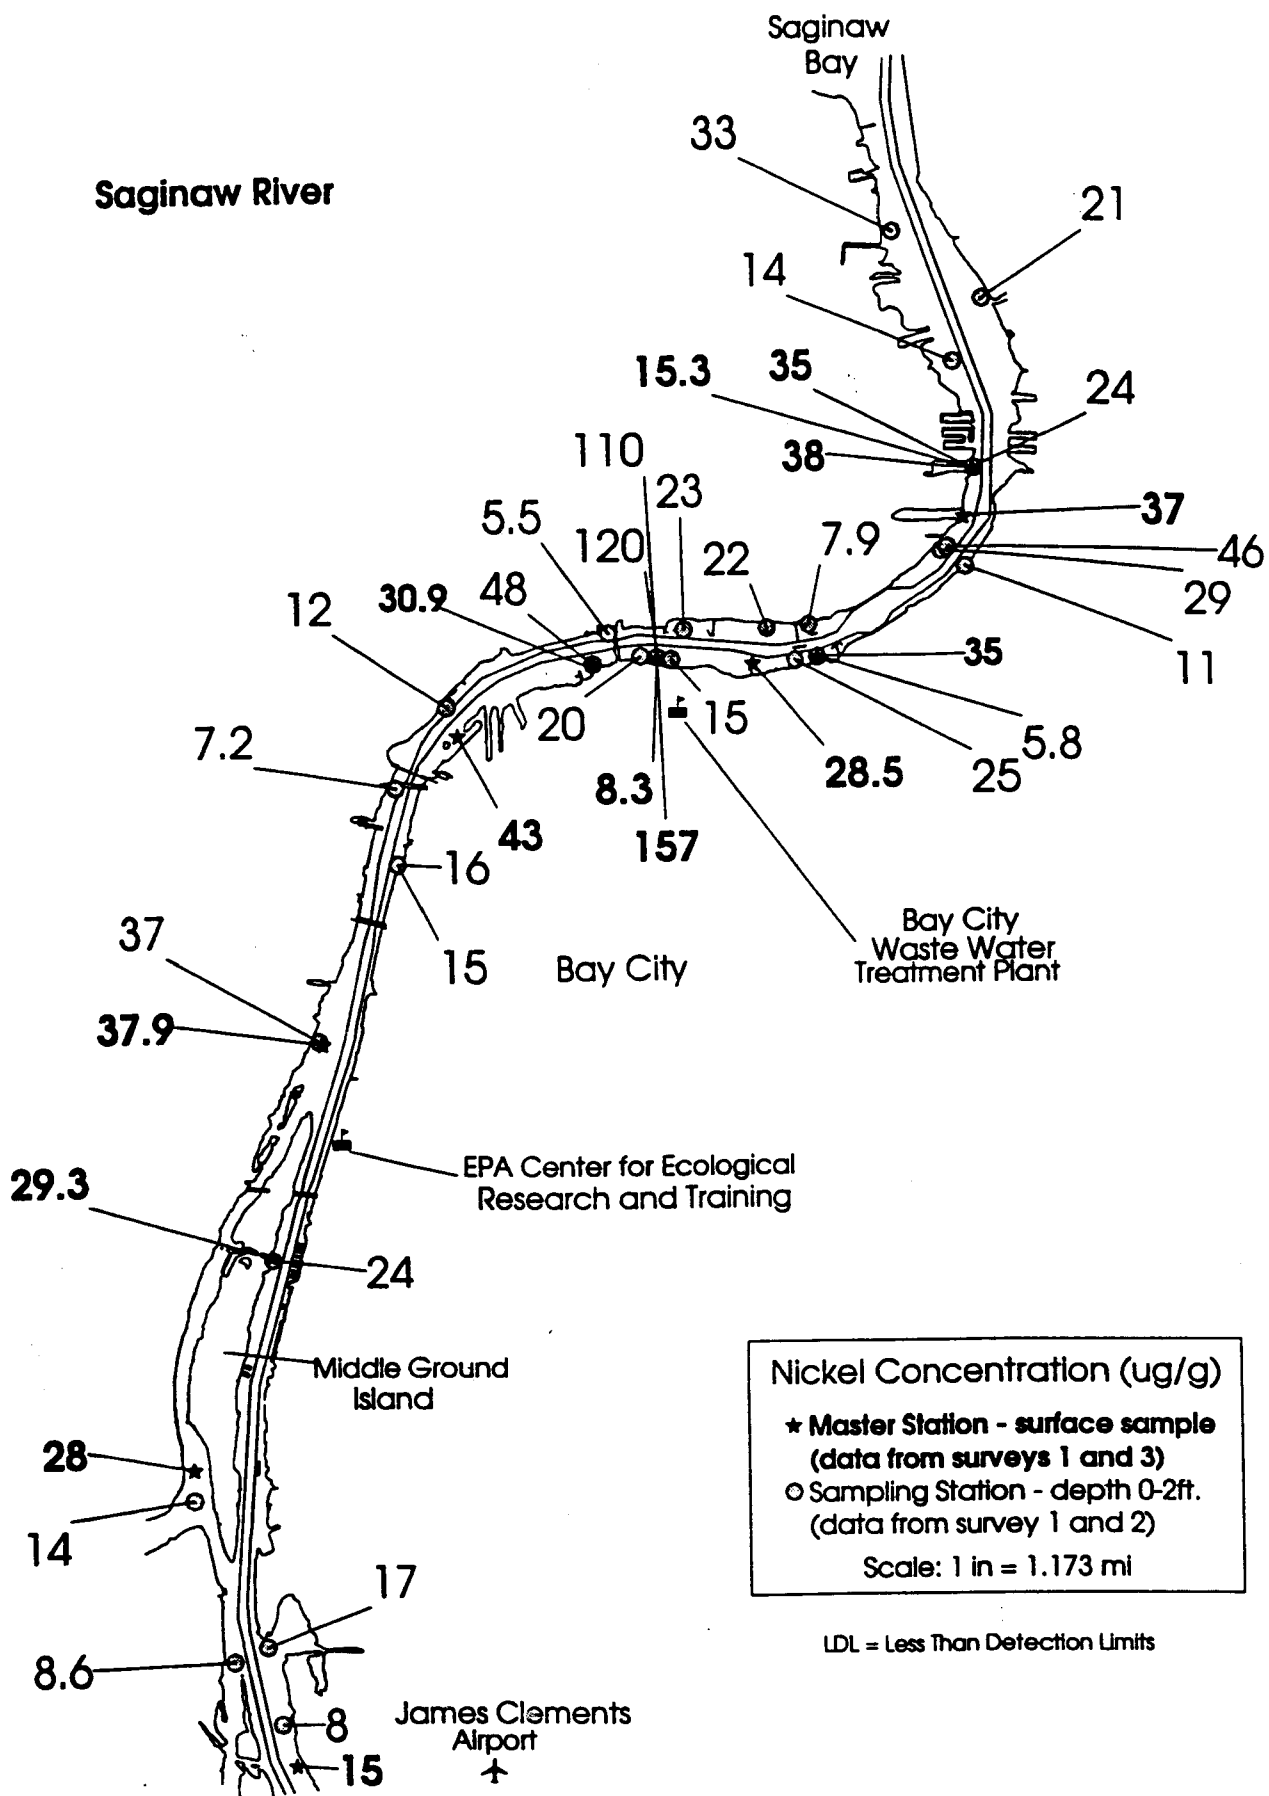 Saginaw
Bay
33
Saginaw River
21
14
15.3
35
24
110
38
23
5.5
120
22
7.9
37
46
12
30.9
48
29
35
11
7.2
20
15
5.8
8.3
28.5
25
43
157
16
37
15
Bay City
Bay City
Waste Water
Treatment Plant
37.9
EPA Center for Ecological
Research and Training
29.3
24
Middle Ground
Island
28
14
17
8.6
8
15
James Clements
Airport
Nickel Concentration (ug/g)
★ Master Station - surface sample
(data from surveys 1 and 3)
Sampling Station - depth 0-2ft.
(data from survey 1 and 2)
Scale: 1 in = 1.173 mi
LDL = Less Than Detection Limits